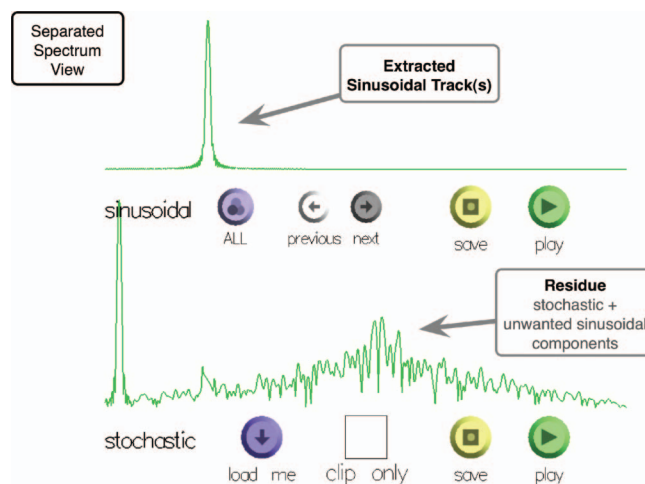 Separated
Spectrum
View
Extracted
Sinusoidal Track(s)
sinusoidal
ALL
previous
next
save
play
Residue
stochastic +
unwanted sinusoidal
components
stochastic
load me
clip only
save
play